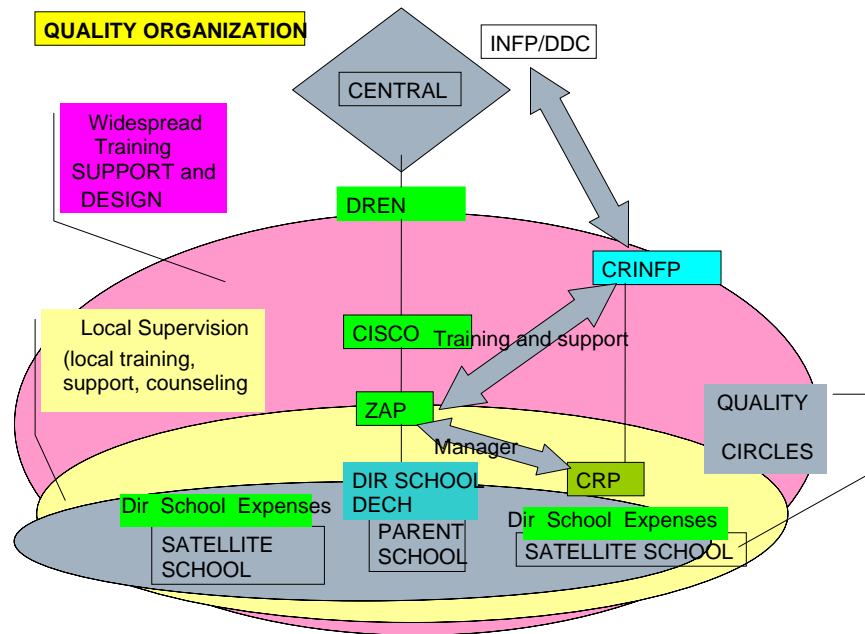 QUALITY ORGANIZATION
INFP/DDC
CENTRAL
Widespread
Training
SUPPORT and
DESIGN
DREN
CRINFP
CISCO
Training and support
Local Supervision
(local training,
support, counseling
ZAP
Manager
QUALITY
CIRCLES
DIR SCHOOL
DECH
CRP
Dir School Expenses
Dir School Expenses
SATELLITE
SCHOOL
PARENT
SCHOOL
SATELLITE SCHOOL